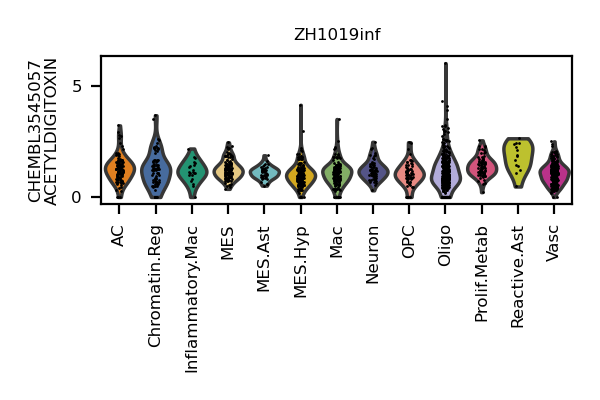 ZH1019inf
CHEMBL3545057
ACETYLDIGITOXIN
5
0
AC
Chromatin.Reg
Inflammatory.Mac
MES
MES.Ast
MES.Hyp
Mac
Neuron
OPC
Oligo
Prolif.Metab
Reactive.Ast
Vasc